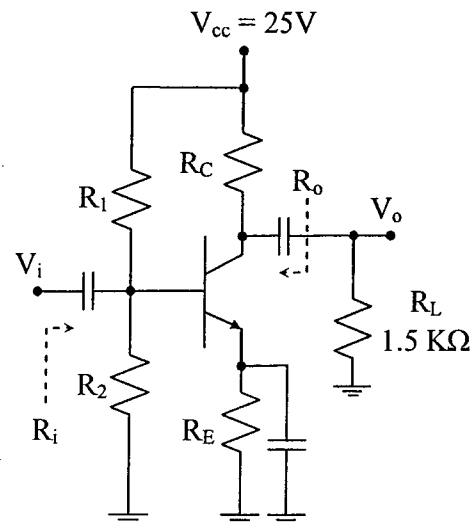 Vcc = 25V
RC
Ro
R1
Vo
Vi
RL
1.5 KΩ
R2
Ri
RE